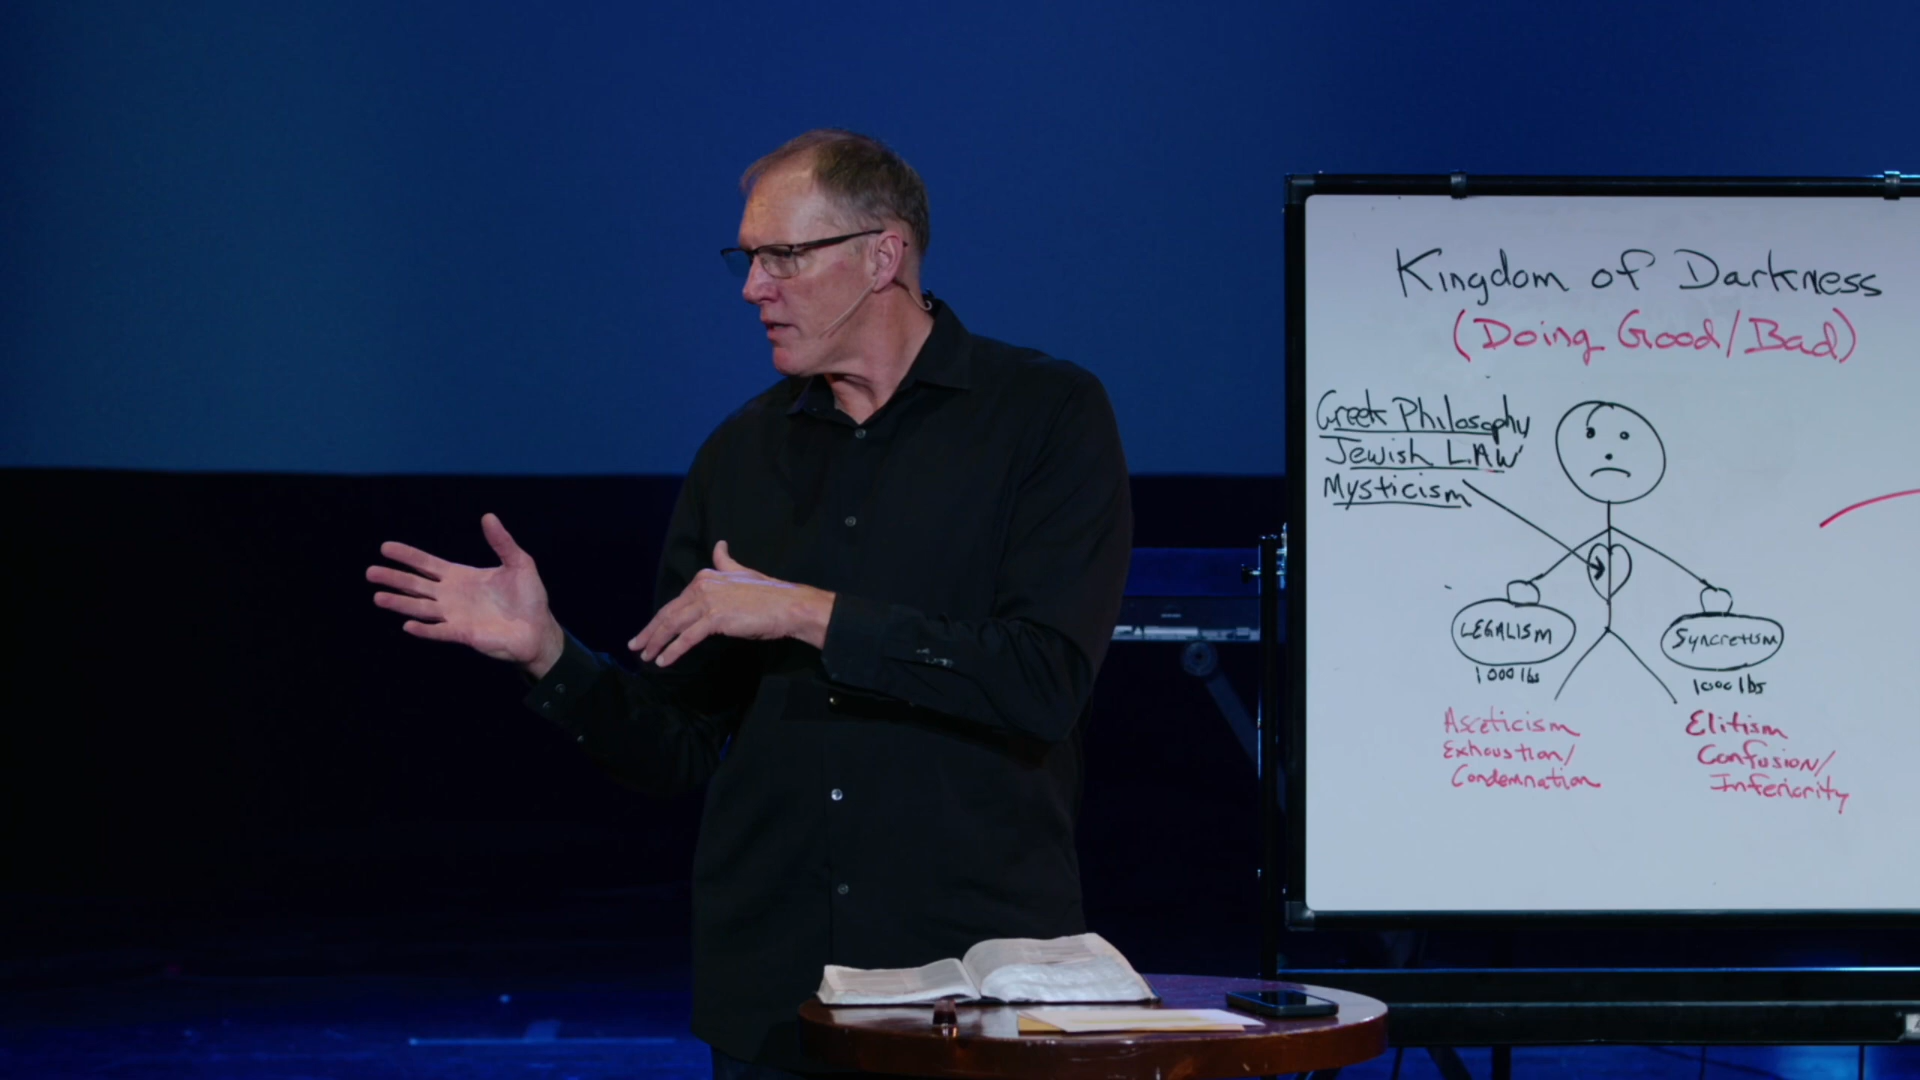 Kingdom of Darkness
(Doing Good/Bad)
Greek Philosophy
Jewish LAW
Mysticism
LEGALISM
Syncretism
1000 lbs
1000 lbs
Asceticism
Exhaustion/
Condemnation
Elitism
Confusion/
Inferiority